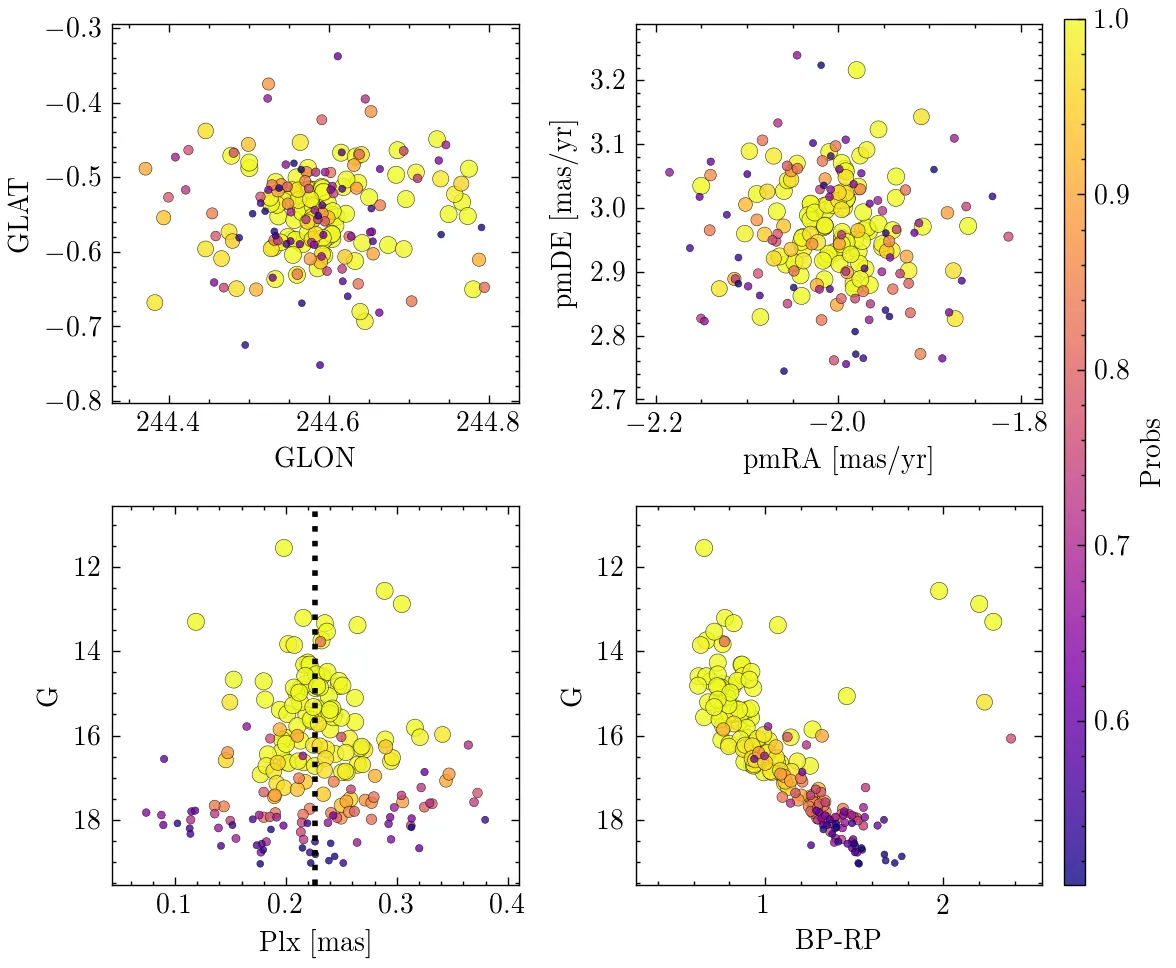 −0.3
−0.4
−0.5
−0.6
−0.7
−0.8
GLAT
244.4 244.6 244.8
GLON
3.2
3.1
3.0
2.9
2.8
2.7
pmDE [mas/yr]
−2.2 −2.0 −1.8
pmRA [mas/yr]
12
14
16
18
G
0.1 0.2 0.3 0.4
Plx [mas]
12
14
16
18
G
1 2
BP-RP
1.0
0.9
0.8
0.7
0.6
Probs